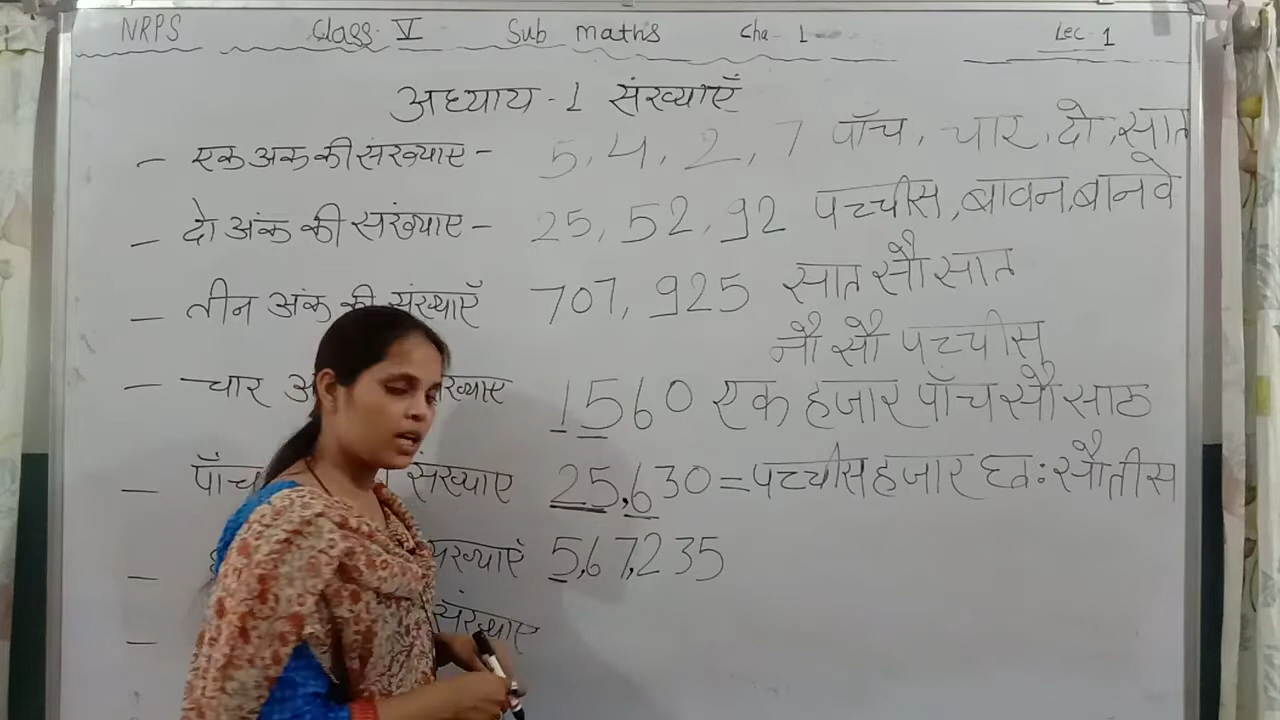 NRPS Class V Sub maths Cha- 1 Lec- 1
अध्याय - 1 संख्याएँ
- एक अंक की संख्याए - 5, 4, 2, 7 पाँच, चार, दो, सात
- दो अंक की संख्याए - 25, 52, 92 पच्चीस, बावन, बानवे
- तीन अंक की संख्याएँ 707, 925 सात सौ सात
नौ सौ पच्चीस
- चार संख्याए 1560 एक हजार पाँच सौ साठ
- पाँच संख्याए 25,630 = पच्चीस हजार छः सौ तीस
- संख्याएं 5,67,235
- संख्याए